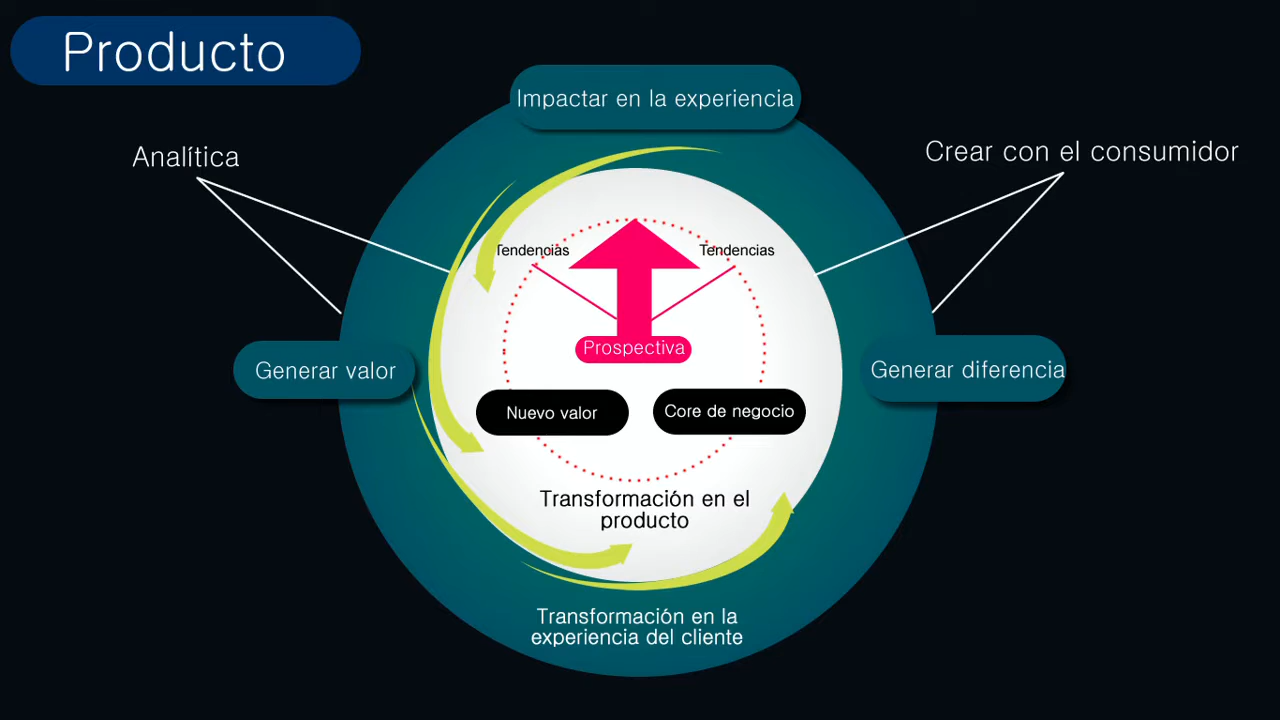 Producto
Impactar en la experiencia
Analítica
Crear con el consumidor
Tendencias
Tendencias
Prospectiva
Generar valor
Generar diferencia
Nuevo valor
Core de negocio
Transformación en el
producto
Transformación en la
experiencia del cliente